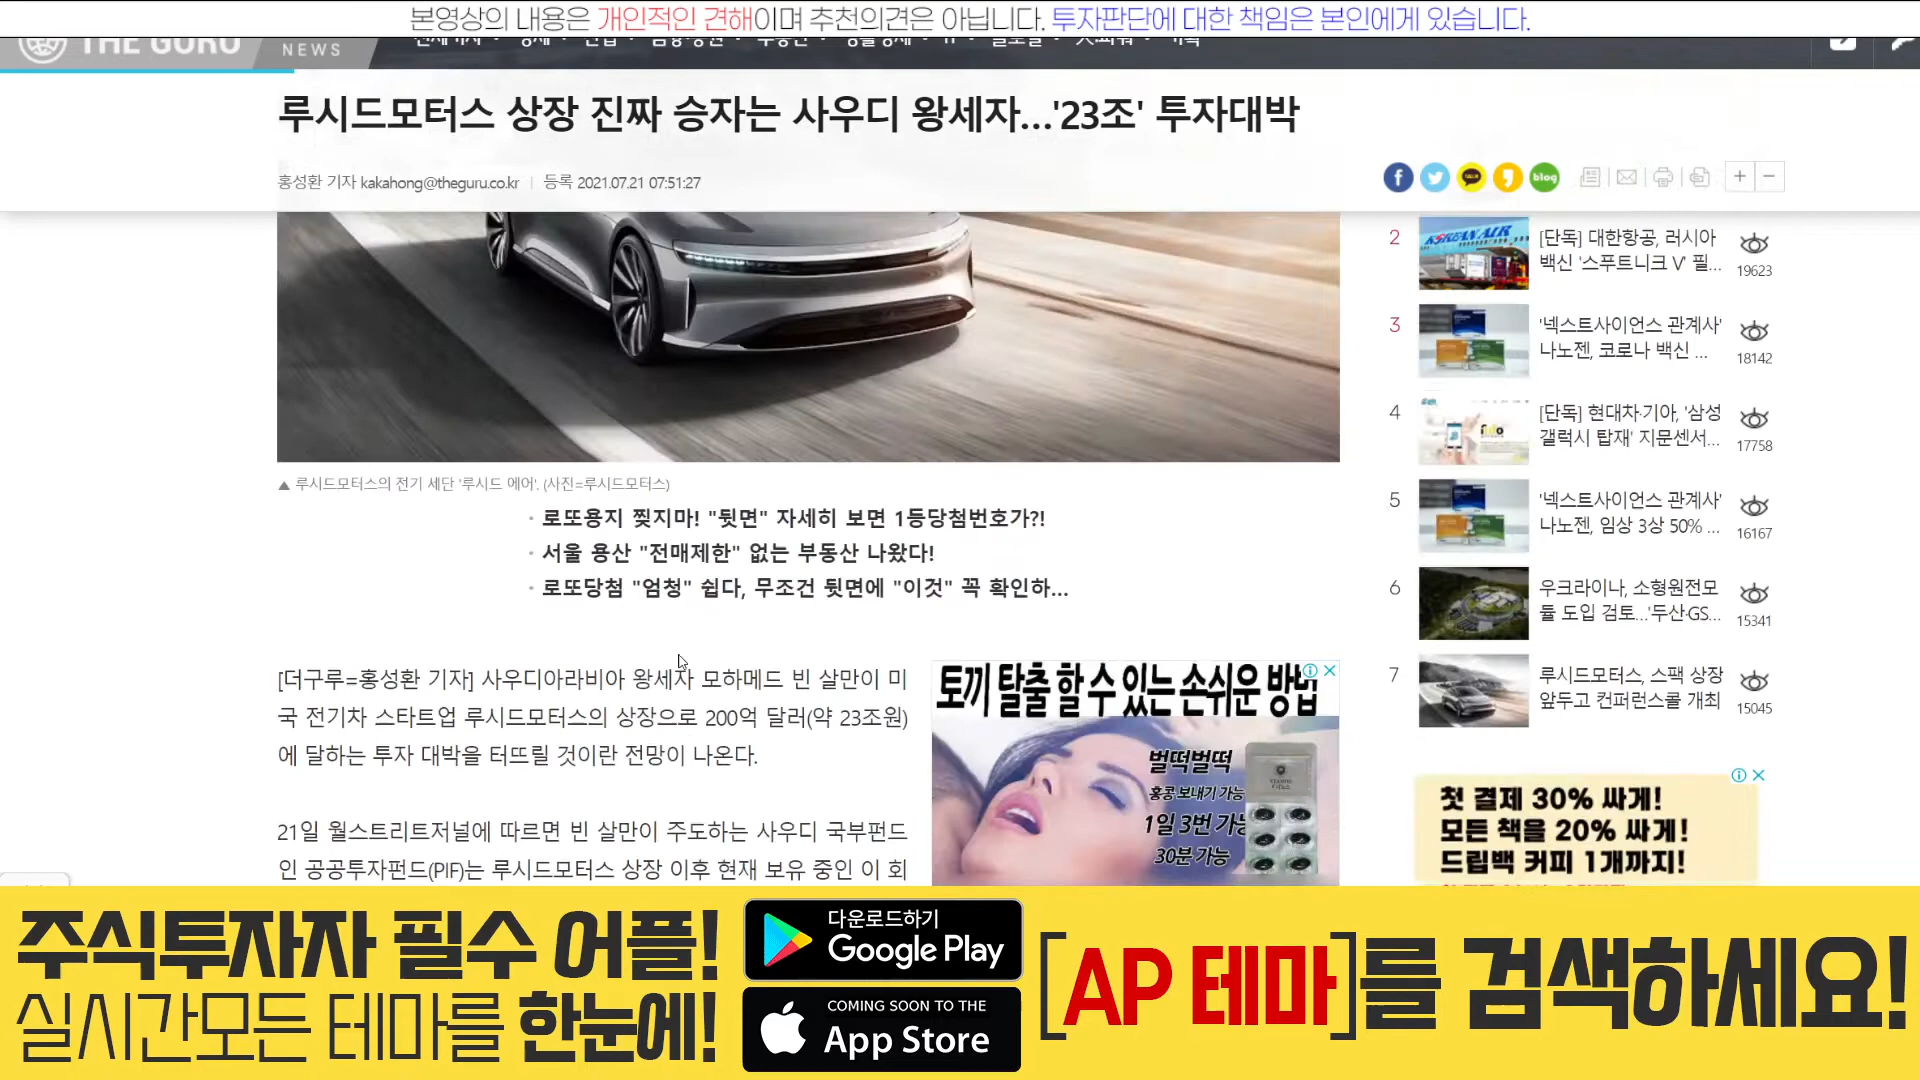 본영상의 내용은 개인적인 견해이며 추천의견은 아닙니다. 투자판단에 대한 책임은 본인에게 있습니다.
THE GURU
NEWS
루시드모터스 상장 진짜 승자는 사우디 왕세자...'23조' 투자대박
홍성환 기자 kakahong@theguru.co.kr | 등록 2021.07.21 07:51:27
f
TALK
blog
+ −
KOREAN AIR
▲ 루시드모터스의 전기 세단 '루시드 에어'. (사진=루시드모터스)
· 로또용지 찢지마! "뒷면" 자세히 보면 1등당첨번호가?!
· 서울 용산 "전매제한" 없는 부동산 나왔다!
· 로또당첨 "엄청" 쉽다, 무조건 뒷면에 "이것" 꼭 확인하...
[더구루=홍성환 기자] 사우디아라비아 왕세자 모하메드 빈 살만이 미
국 전기차 스타트업 루시드모터스의 상장으로 200억 달러(약 23조원)
에 달하는 투자 대박을 터뜨릴 것이란 전망이 나온다.
21일 월스트리트저널에 따르면 빈 살만이 주도하는 사우디 국부펀드
인 공공투자펀드(PIF)는 루시드모터스 상장 이후 현재 보유 중인 이 회
토끼 탈출 할 수 있는 손쉬운 방법
벌떡벌떡
홍콩 보내기 가능
1일 3번 가능
30분 가능
2
[단독] 대한항공, 러시아
백신 '스푸트니크 V' 필...
19623
3
'넥스트사이언스 관계사'
나노젠, 코로나 백신 ...
18142
4
[단독] 현대차·기아, '삼성
갤럭시 탑재' 지문센서...
17758
5
'넥스트사이언스 관계사'
나노젠, 임상 3상 50% ...
16167
6
우크라이나, 소형원전모
듈 도입 검토...'두산·GS...
15341
7
루시드모터스, 스팩 상장
앞두고 컨퍼런스콜 개최
15045
첫 결제 30% 싸게!
모든 책을 20% 싸게!
드립백 커피 1개까지!
주식투자자 필수 어플!
실시간모든 테마를 한눈에!
다운로드하기
Google Play
COMING SOON TO THE
App Store
[AP 테마]를 검색하세요!